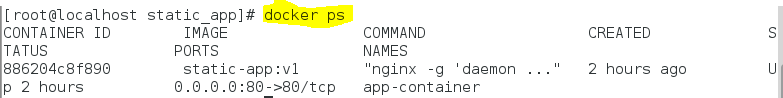 [root@localhost static_app]# docker ps
CONTAINER ID        IMAGE               COMMAND                  CREATED             S
TATUS               PORTS                NAMES
886204c8f890        static-app:v1       "nginx -g 'daemon ..."   2 hours ago         U
p 2 hours           0.0.0.0:80->80/tcp   app-container